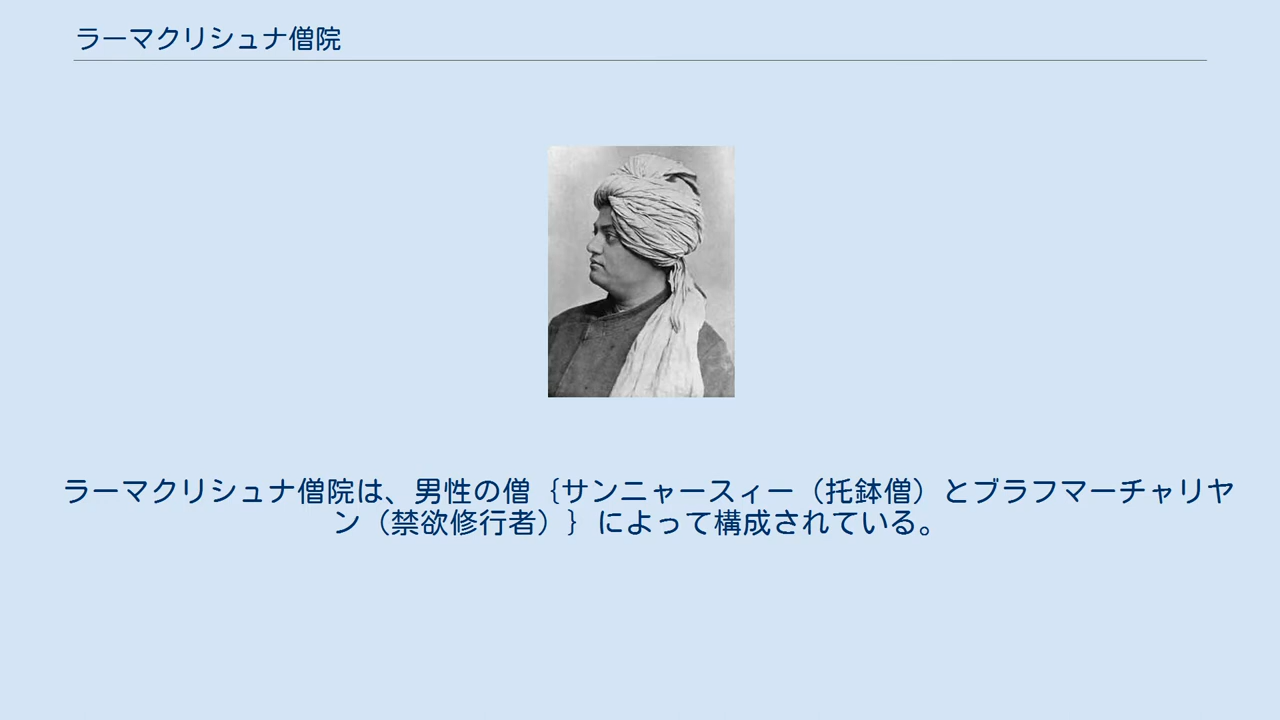 ラーマクリシュナ僧院
ラーマクリシュナ僧院は、男性の僧｛サンニャースィー（托鉢僧）とブラフマーチャリヤ
ン（禁欲修行者）｝によって構成されている。